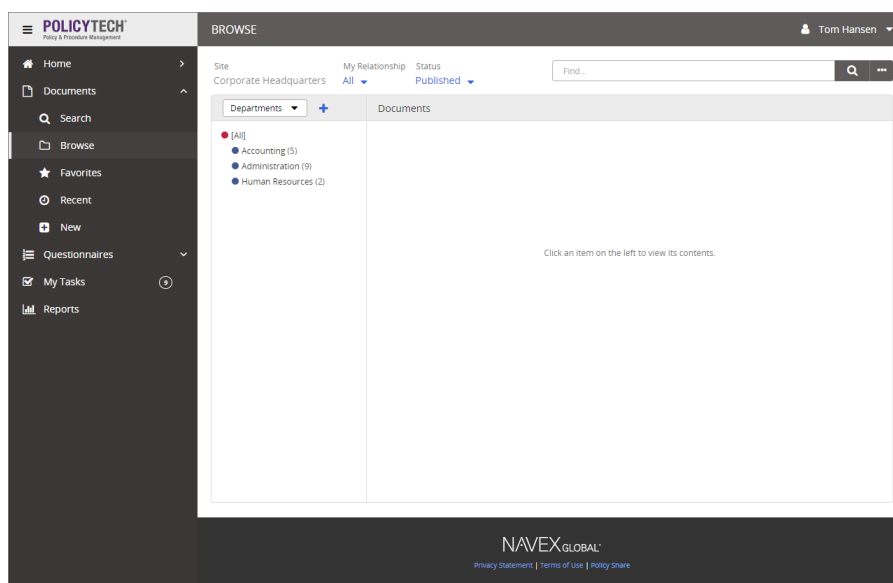 POLICYTECH
Policy & Procedure Management
BROWSE
Tom Hansen
Home
Documents
Search
Browse
Favorites
Recent
New
Questionnaires
My Tasks
9
Reports
Site
Corporate Headquarters
My Relationship
All
Status
Published
Find...
Departments
Documents
[All]
Accounting (5)
Administration (9)
Human Resources (2)
Click an item on the left to view its contents.
NAVEX GLOBAL
Privacy Statement | Terms of Use | Policy Share